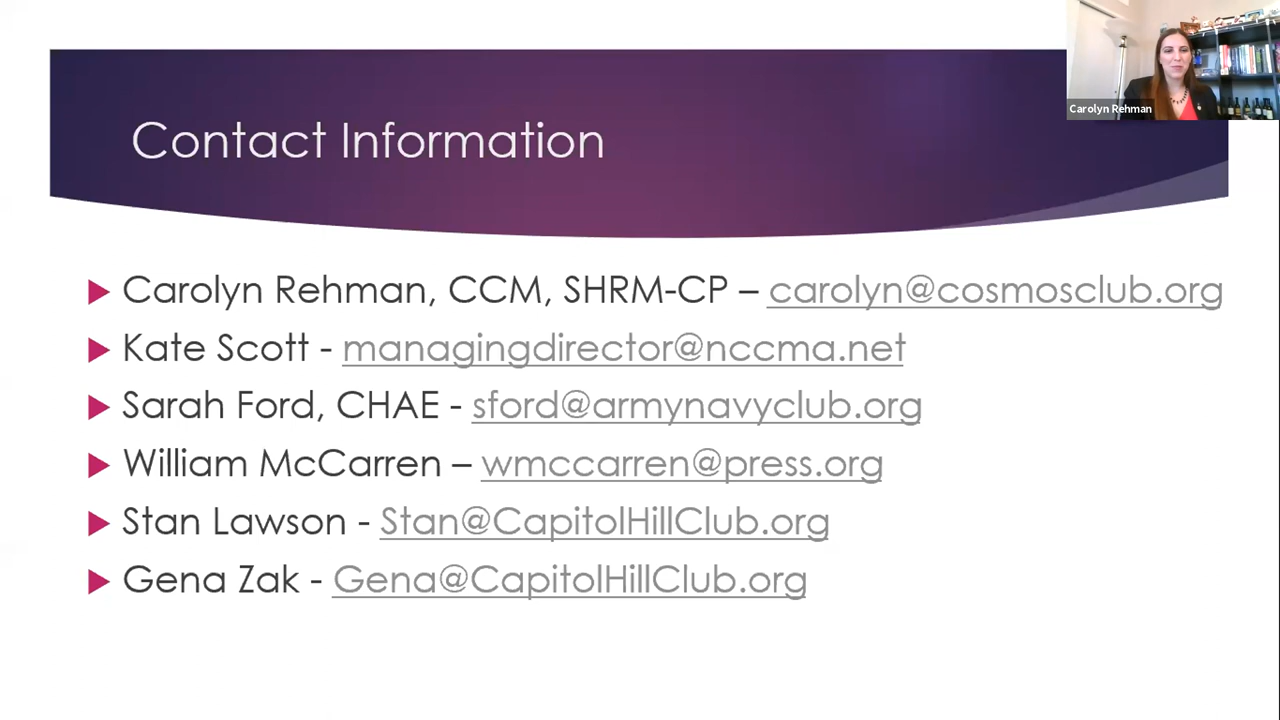 Carolyn Rehman
Contact Information
Carolyn Rehman, CCM, SHRM-CP – carolyn@cosmosclub.org
Kate Scott - managingdirector@nccma.net
Sarah Ford, CHAE - sford@armynavyclub.org
William McCarren – wmccarren@press.org
Stan Lawson - Stan@CapitolHillClub.org
Gena Zak - Gena@CapitolHillClub.org